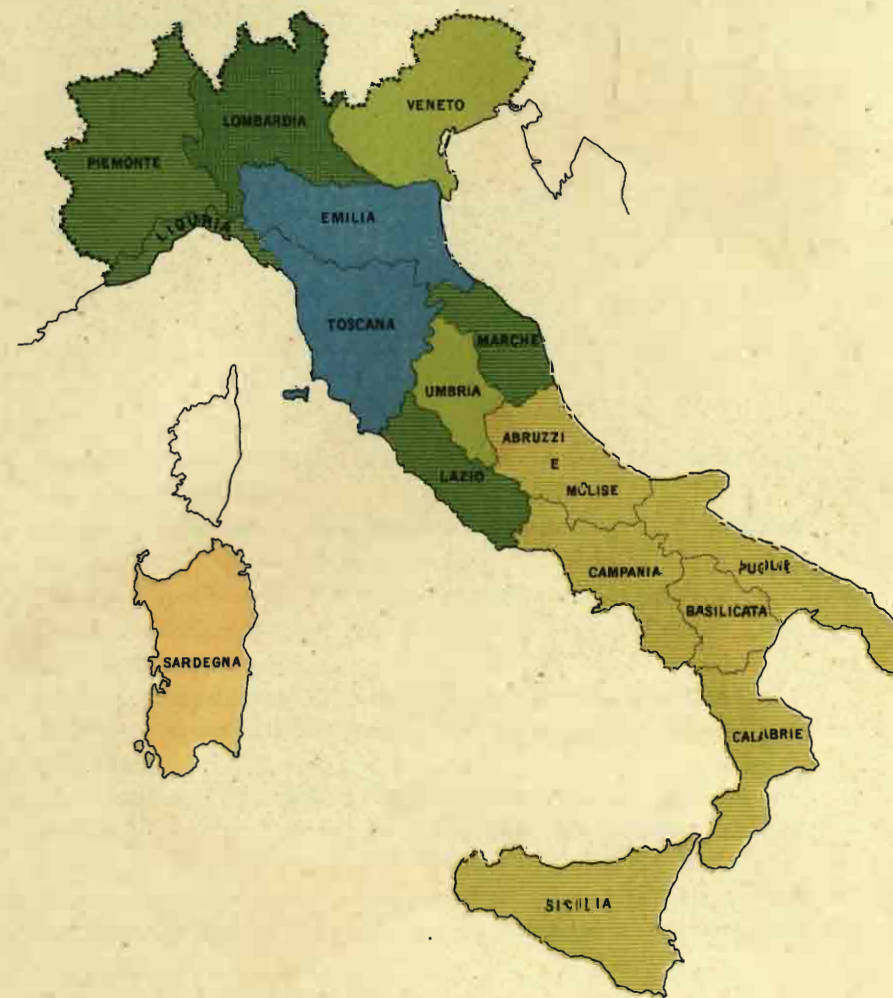 VENETO
LOMBARDIA
PIEMONTE
LIGURIA
EMILIA
TOSCANA
MARCHE
UMBRIA
ABRUZZI
E
MOLISE
LAZIO
CAMPANIA
PUGLIE
BASILICATA
SARDEGNA
CALABRIE
SICILIA